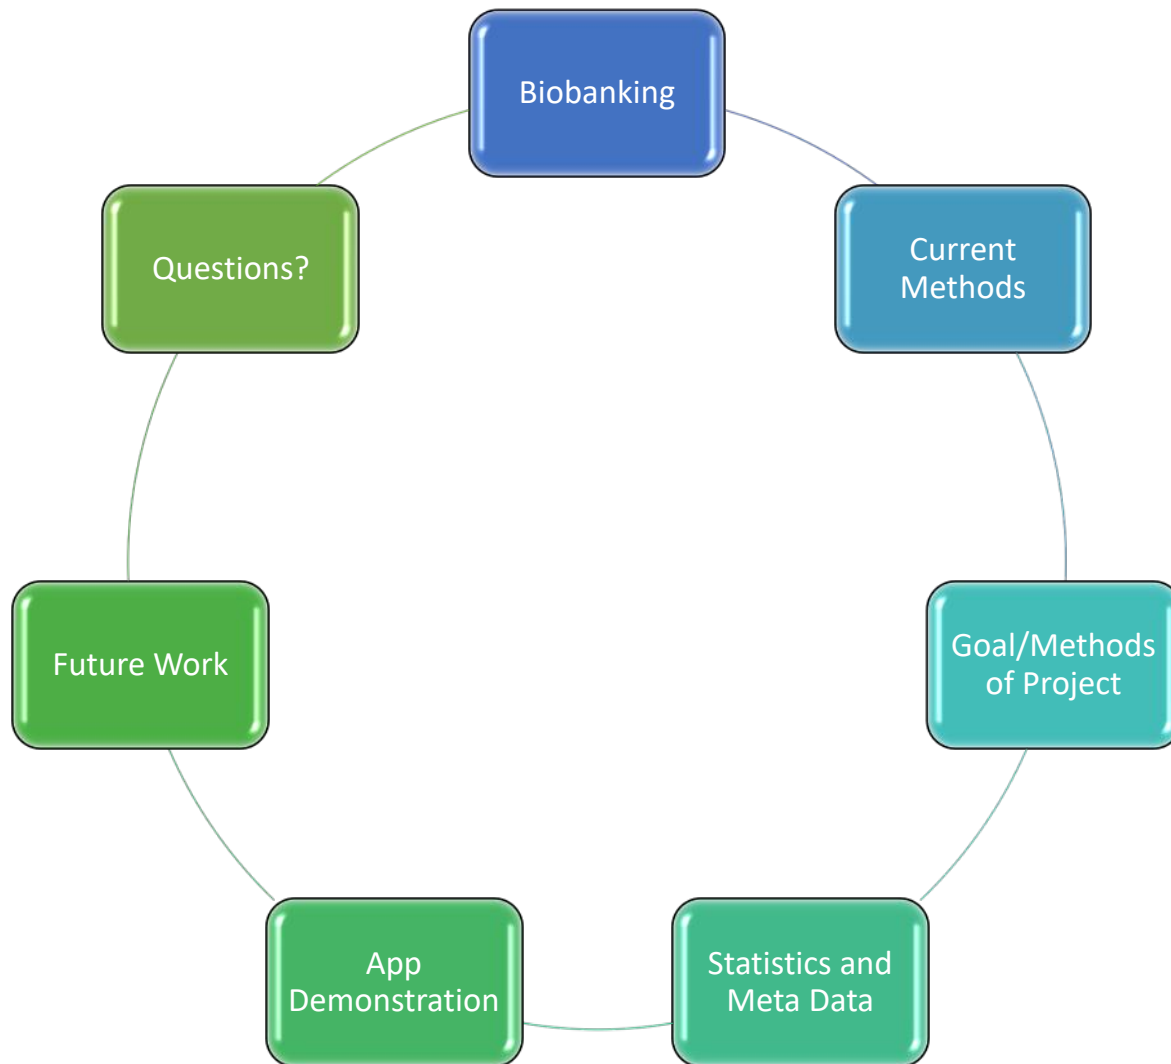 Biobanking
Current
Methods
Goal/Methods
of Project
Statistics and
Meta Data
App
Demonstration
Future Work
Questions?